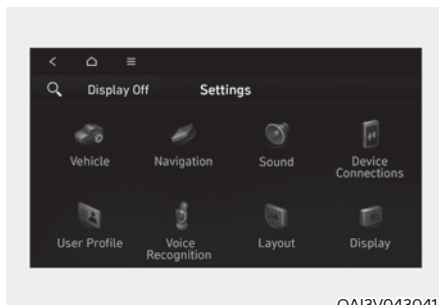 Display Off Settings
Vehicle Navigation Sound Device Connections
User Profile Voice Recognition Layout Display
OAI3V043041